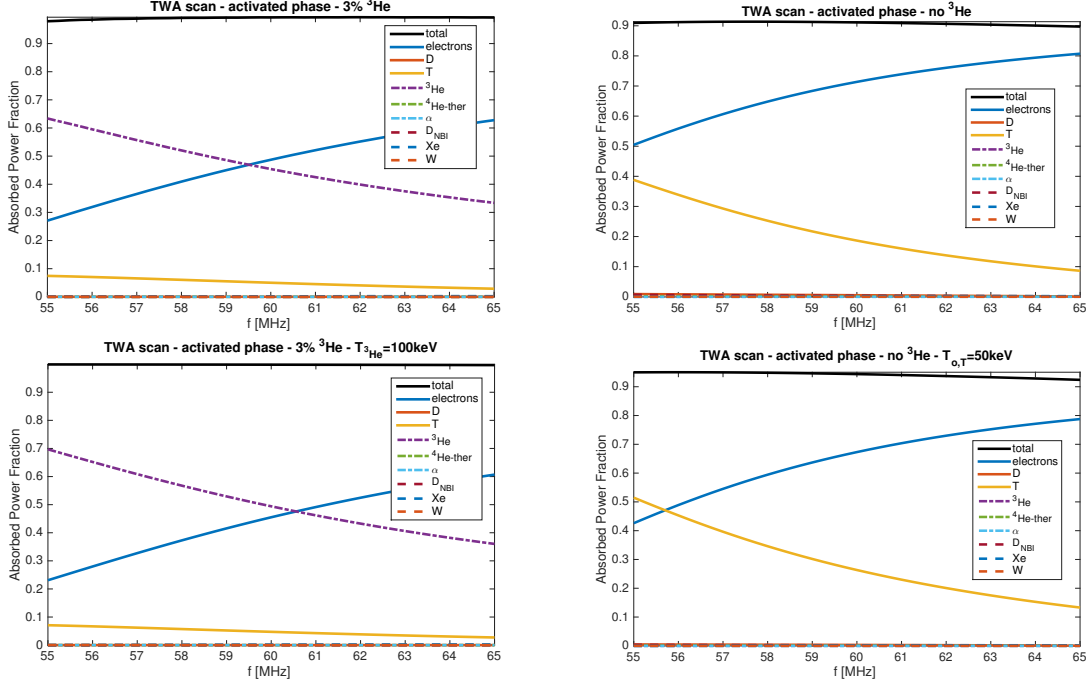 TWA scan - activated phase - 3% ³He
Absorbed Power Fraction
0.9
0.8
0.7
0.6
0.5
0.4
0.3
0.2
0.1
0
55 56 57 58 59 60 61 62 63 64 65
f [MHz]
total
electrons
D
T
³He
⁴He-ther
α
D_NBI
Xe
W
TWA scan - activated phase - no ³He
Absorbed Power Fraction
0.9
0.8
0.7
0.6
0.5
0.4
0.3
0.2
0.1
0
55 56 57 58 59 60 61 62 63 64 65
f [MHz]
total
electrons
D
T
³He
⁴He-ther
α
D_NBI
Xe
W
TWA scan - activated phase - 3% ³He - T_³He=100keV
Absorbed Power Fraction
0.9
0.8
0.7
0.6
0.5
0.4
0.3
0.2
0.1
0
55 56 57 58 59 60 61 62 63 64 65
f [MHz]
total
electrons
D
T
³He
⁴He-ther
α
D_NBI
Xe
W
TWA scan - activated phase - no ³He - T_o,T=50keV
Absorbed Power Fraction
0.9
0.8
0.7
0.6
0.5
0.4
0.3
0.2
0.1
0
55 56 57 58 59 60 61 62 63 64 65
f [MHz]
total
electrons
D
T
³He
⁴He-ther
α
D_NBI
Xe
W